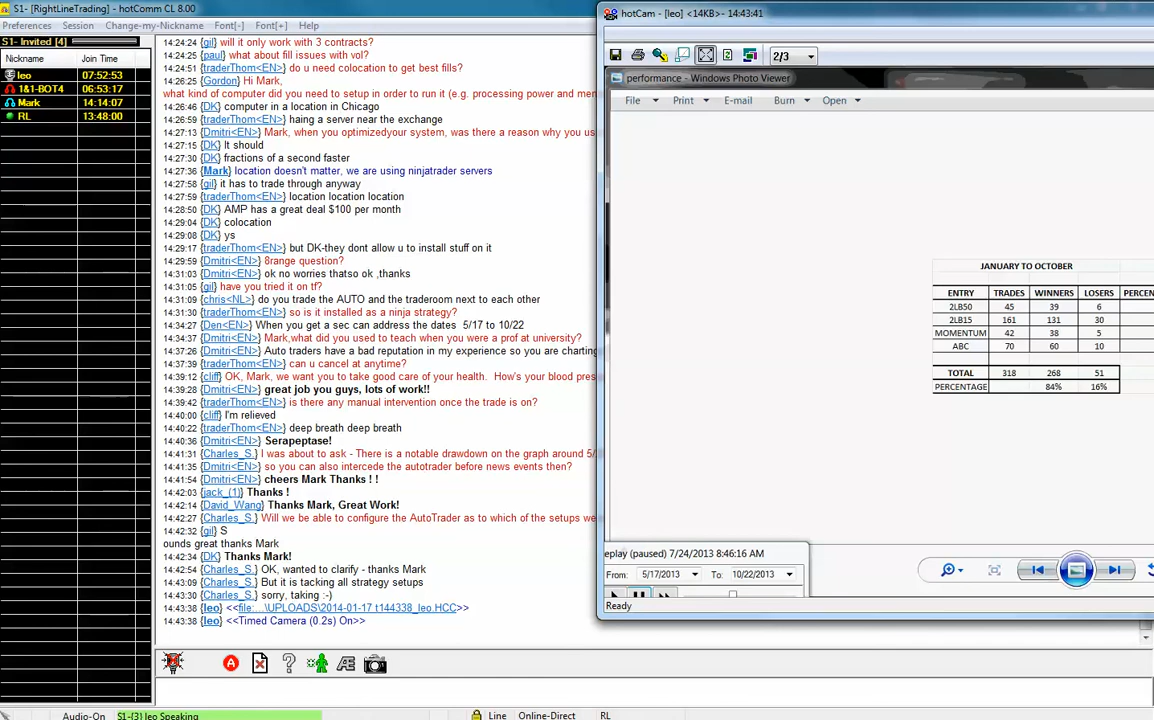 S1- [RightLineTrading] - hotComm CL 8.00
Preferences Session Change-my-Nickname Font[-] Font[+] Help
S1- Invited [4]
Nickname Join Time
leo 07:52:53
1&1-BOT4 06:53:17
Mark 14:14:07
RL 13:48:00
14:24:24 {gil} will it only work with 3 contracts?
14:24:25 {paul} what about fill issues with vol?
14:24:51 {traderThom<EN>} do u need colocation to get best fills?
14:26:25 {Gordon} Hi Mark,
what kind of computer did you need to setup in order to run it (e.g. processing power and mem
14:26:46 {DK} computer in a location in Chicago
14:26:59 {traderThom<EN>} haing a server near the exchange
14:27:13 {Dmitri<EN>} Mark, when you optimizedyour system, was there a reason why you us
14:27:15 {DK} It should
14:27:30 {DK} fractions of a second faster
14:27:36 {Mark} location doesn't matter, we are using ninjatrader servers
14:27:58 {gil} it has to trade through anyway
14:27:59 {traderThom<EN>} location location location
14:28:50 {DK} AMP has a great deal $100 per month
14:29:04 {DK} colocation
14:29:08 {DK} ys
14:29:17 {traderThom<EN>} but DK-they dont allow u to install stuff on it
14:29:59 {Dmitri<EN>} 8range question?
14:31:03 {Dmitri<EN>} ok no worries thatso ok ,thanks
14:31:05 {gil} have you tried it on tf?
14:31:09 {chris<NL>} do you trade the AUTO and the traderoom next to each other
14:31:30 {traderThom<EN>} so is it installed as a ninja strategy?
14:34:27 {Den<EN>} When you get a sec can address the dates 5/17 to 10/22
14:34:37 {Dmitri<EN>} Mark,what did you used to teach when you were a prof at university?
14:37:26 {Dmitri<EN>} Auto traders have a bad reputation in my experience so you are charting
14:37:39 {traderThom<EN>} can u cancel at anytime?
14:39:12 {cliff} OK, Mark, we want you to take good care of your health. How's your blood pres
14:39:28 {Dmitri<EN>} great job you guys, lots of work!!
14:39:42 {traderThom<EN>} is there any manual intervention once the trade is on?
14:40:00 {cliff} I'm relieved
14:40:22 {traderThom<EN>} deep breath deep breath
14:40:36 {Dmitri<EN>} Serapeptase!
14:41:31 {Charles_S.} I was about to ask - There is a notable drawdown on the graph around 5/
14:41:35 {Dmitri<EN>} so you can also intercede the autotrader before news events then?
14:41:54 {Dmitri<EN>} cheers Mark Thanks ! !
14:42:03 {jack_(1)} Thanks !
14:42:14 {David_Wang} Thanks Mark, Great Work!
14:42:27 {Charles_S.} Will we be able to configure the AutoTrader as to which of the setups we
14:42:32 {gil} S
ounds great thanks Mark
14:42:34 {DK} Thanks Mark!
14:42:54 {Charles_S.} OK, wanted to clarify - thanks Mark
14:43:09 {Charles_S.} But it is tacking all strategy setups
14:43:30 {Charles_S.} sorry, taking :-)
14:43:38 {leo} <<file:...\UPLOADS\2014-01-17 t144338_leo.HCC>>
14:43:38 {leo} <<Timed Camera (0.2s) On>>
hotCam - [leo] <14KB>- 14:43:41
2/3
performance - Windows Photo Viewer
File Print E-mail Burn Open
JANUARY TO OCTOBER
ENTRY TRADES WINNERS LOSERS PERCEN
2LB50 45 39 6
2LB15 161 131 30
MOMENTUM 42 38 5
ABC 70 60 10
TOTAL 318 268 51
PERCENTAGE 84% 16%
eplay (paused) 7/24/2013 8:46:16 AM
From: 5/17/2013 To: 10/22/2013
Ready
A ? Æ
Audio-On S1-(3) leo Speaking Line Online-Direct RL